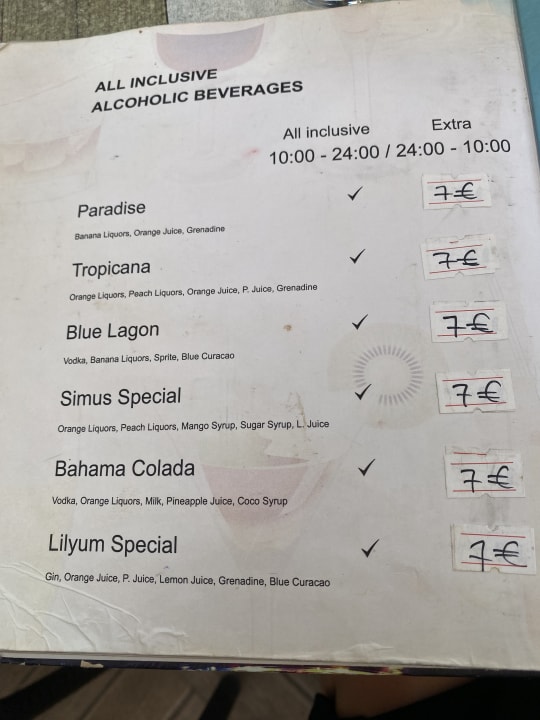 ALL INCLUSIVE
ALCOHOLIC BEVERAGES
All inclusive Extra
10:00 - 24:00 / 24:00 - 10:00
Paradise ✓ 7€
Banana Liquors, Orange Juice, Grenadine
Tropicana ✓ 7€
Orange Liquors, Peach Liquors, Orange Juice, P. Juice, Grenadine
Blue Lagon ✓ 7€
Vodka, Banana Liquors, Sprite, Blue Curacao
Simus Special ✓ 7€
Orange Liquors, Peach Liquors, Mango Syrup, Sugar Syrup, L. Juice
Bahama Colada ✓ 7€
Vodka, Orange Liquors, Milk, Pineapple Juice, Coco Syrup
Lilyum Special ✓ 7€
Gin, Orange Juice, P. Juice, Lemon Juice, Grenadine, Blue Curacao